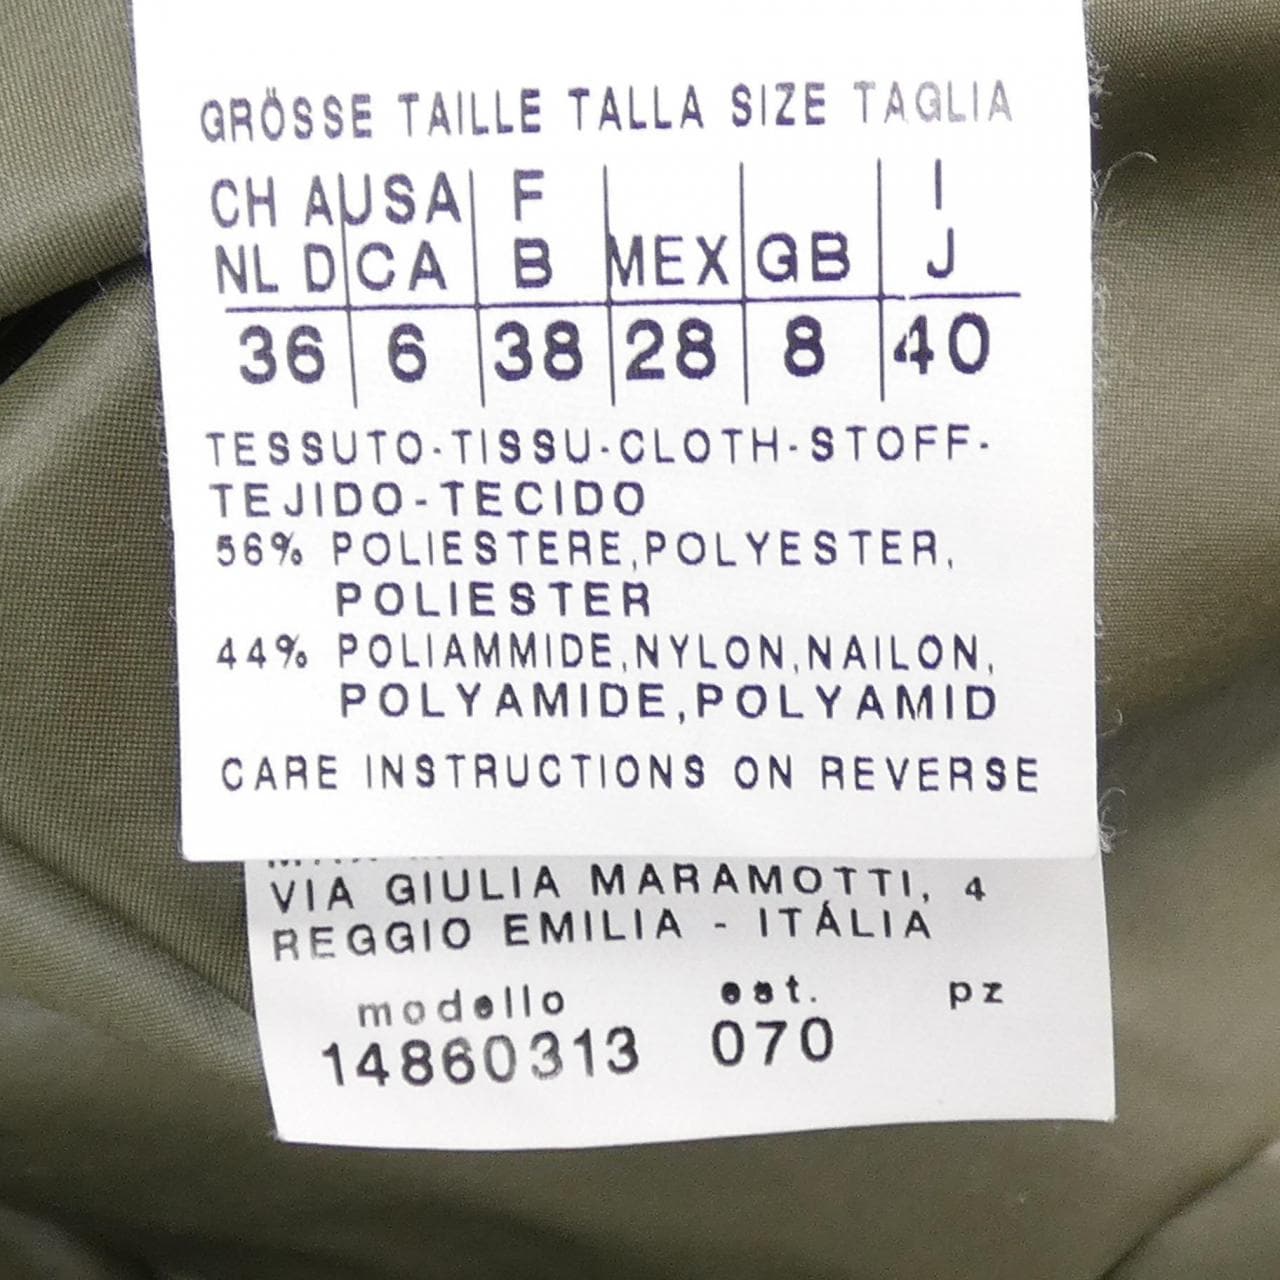 GRÖSSE TAILLE TALLA SIZE TAGLIA
CH A USA F I
NL D CA B MEX GB J
36 6 38 28 8 40
TESSUTO-TISSU-CLOTH-STOFF-
TEJIDO-TECIDO
56% POLIESTERE,POLYESTER,
POLIESTER
44% POLIAMMIDE,NYLON,NAILON,
POLYAMIDE,POLYAMID
CARE INSTRUCTIONS ON REVERSE
VIA GIULIA MARAMOTTI, 4
REGGIO EMILIA - ITÁLIA
modello est. pz
14860313 070